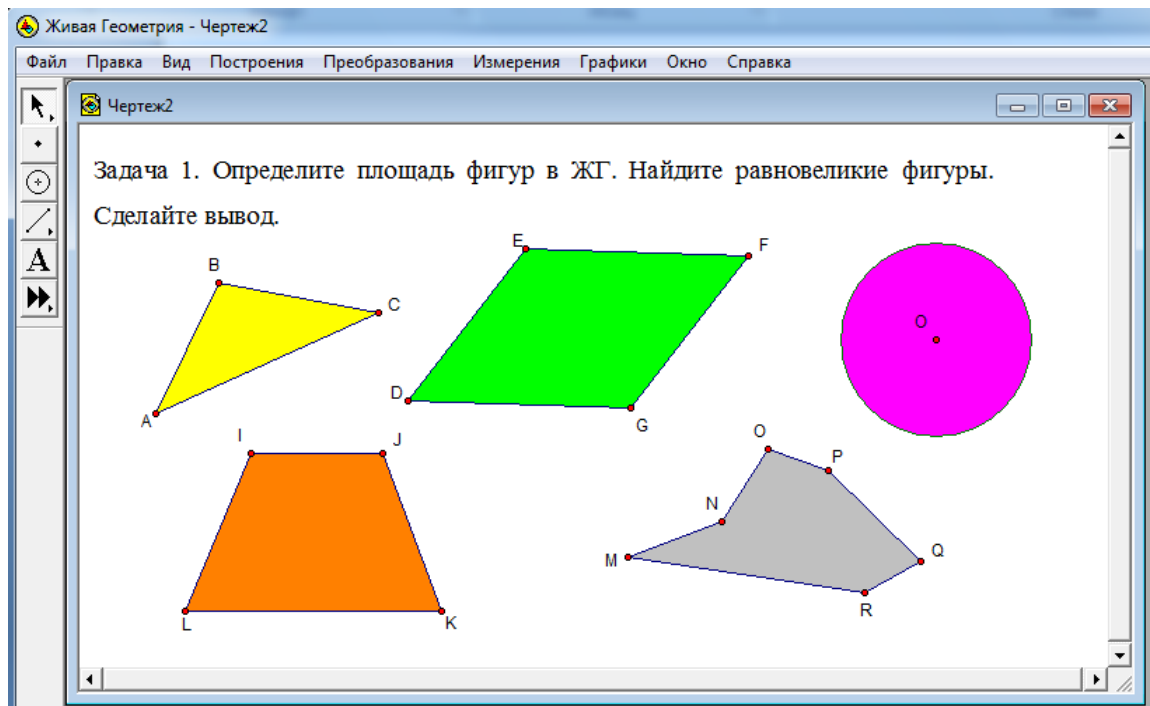 Живая Геометрия - Чертеж2
Файл Правка Вид Построения Преобразования Измерения Графики Окно Справка
Чертеж2
Задача 1. Определите площадь фигур в ЖГ. Найдите равновеликие фигуры.
Сделайте вывод.
E
F
B
C
O
D
A
G
I
J
O
P
N
M
Q
R
L
K
A